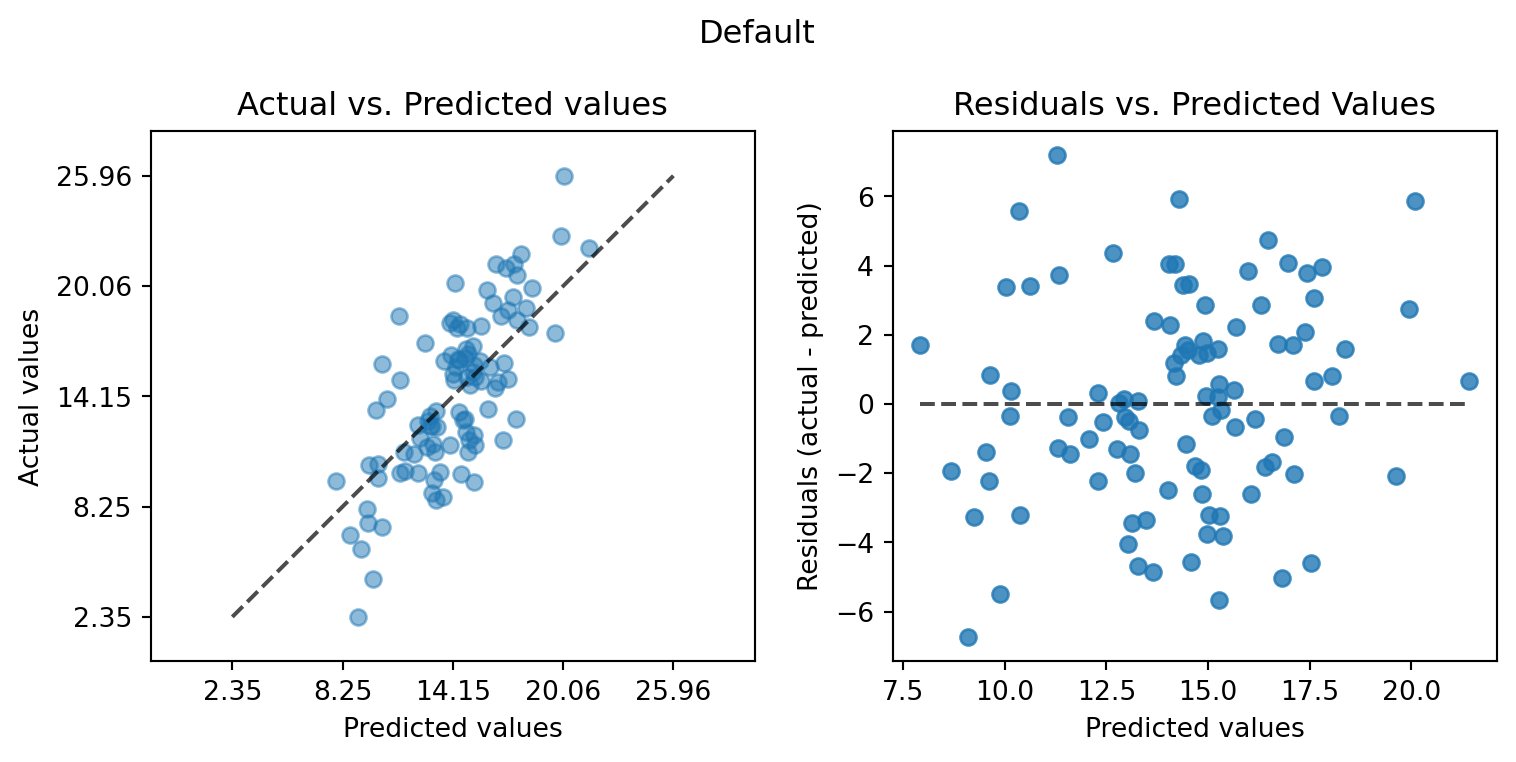 Default
Actual vs. Predicted values
Actual values
25.96
20.06
14.15
8.25
2.35
2.35 8.25 14.15 20.06 25.96
Predicted values
Residuals vs. Predicted Values
Residuals (actual - predicted)
6
4
2
0
−2
−4
−6
7.5 10.0 12.5 15.0 17.5 20.0
Predicted values